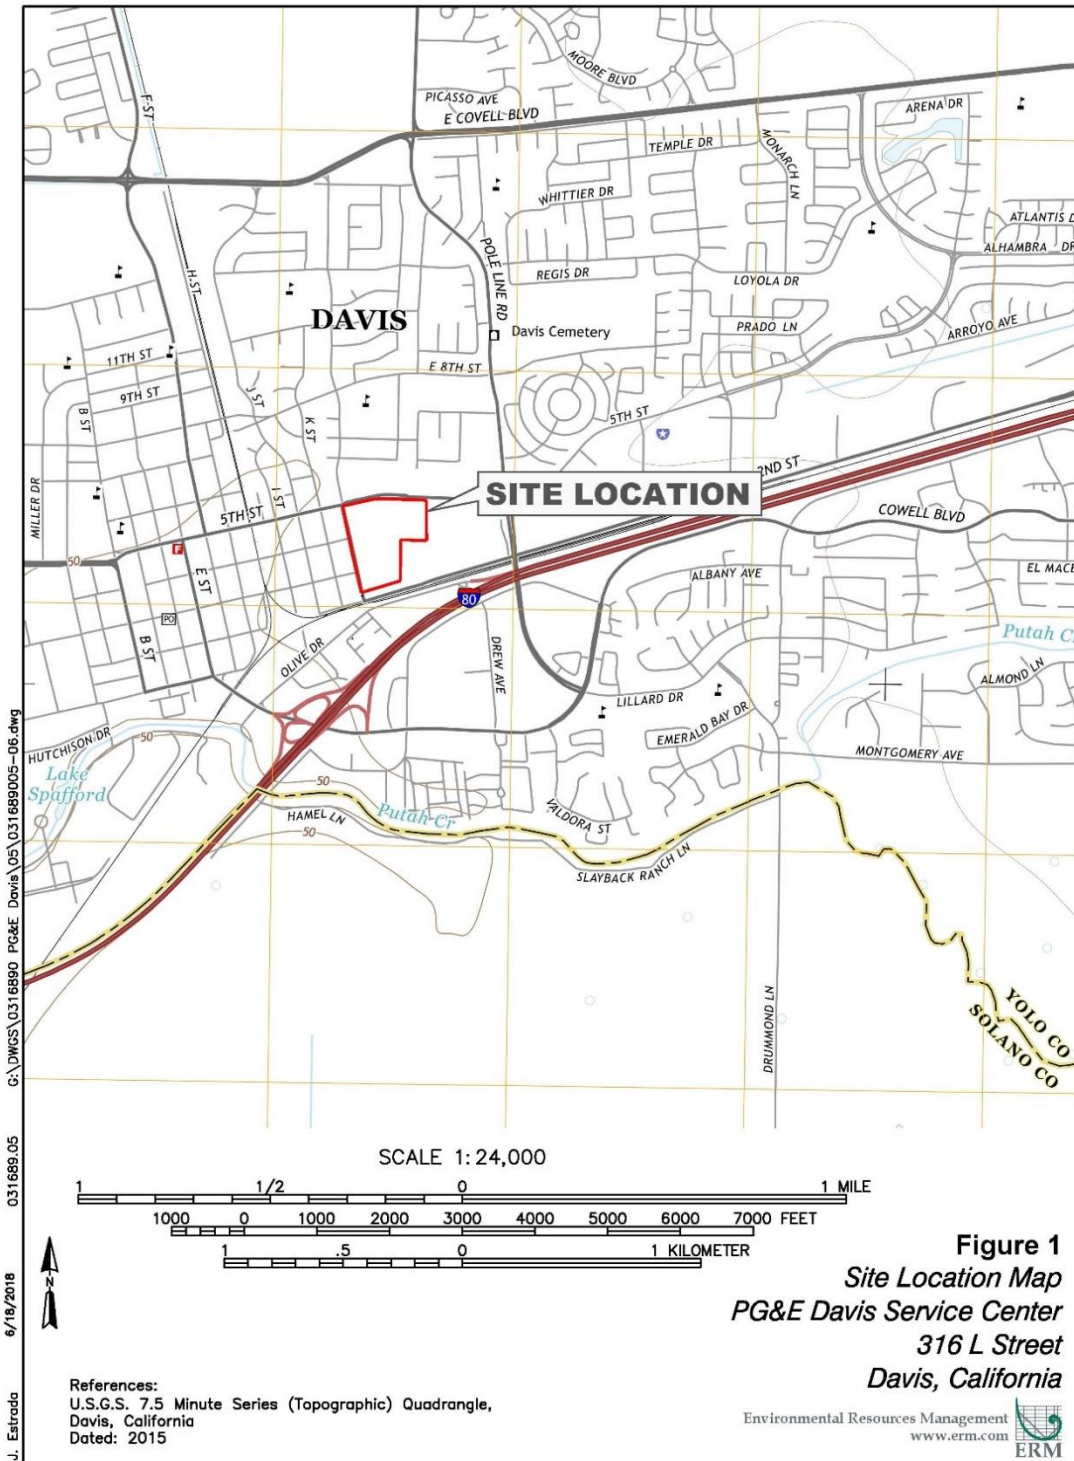 MOORE BLVD
PICASSO AVE
E COVELL BLVD
ARENA DR
F ST
TEMPLE DR
MONARCH LN
WHITTIER DR
ATLANTIS D
ALHAMBRA DR
POLE LINE RD
REGIS DR
LOYOLA DR
H ST
DAVIS
Davis Cemetery
PRADO LN
ARROYO AVE
11TH ST
E 8TH ST
9TH ST
J ST
B ST
K ST
5TH ST
2ND ST
SITE LOCATION
MILLER DR
I ST
5TH ST
COWELL BLVD
F
50
E ST
80
ALBANY AVE
EL MACE
PO
B ST
OLIVE DR
DREW AVE
Putah C
ALMOND LN
LILLARD DR
EMERALD BAY DR
HUTCHISON DR
50
MONTGOMERY AVE
Lake
Spafford
50
HAMEL LN
50
Putah Cr
VALDORA ST
SLAYBACK RANCH LN
DRUMMOND LN
YOLO CO
SOLANO CO
G:\DWGS\0316890 PG&E Davis\05\031689005-06.dwg
031689.05
6/18/2018
J. Estrada
SCALE 1:24,000
1 1/2 0 1 MILE
1000 0 1000 2000 3000 4000 5000 6000 7000 FEET
1 .5 0 1 KILOMETER
N
Figure 1
Site Location Map
PG&E Davis Service Center
316 L Street
Davis, California
References:
U.S.G.S. 7.5 Minute Series (Topographic) Quadrangle,
Davis, California
Dated: 2015
Environmental Resources Management
www.erm.com
ERM